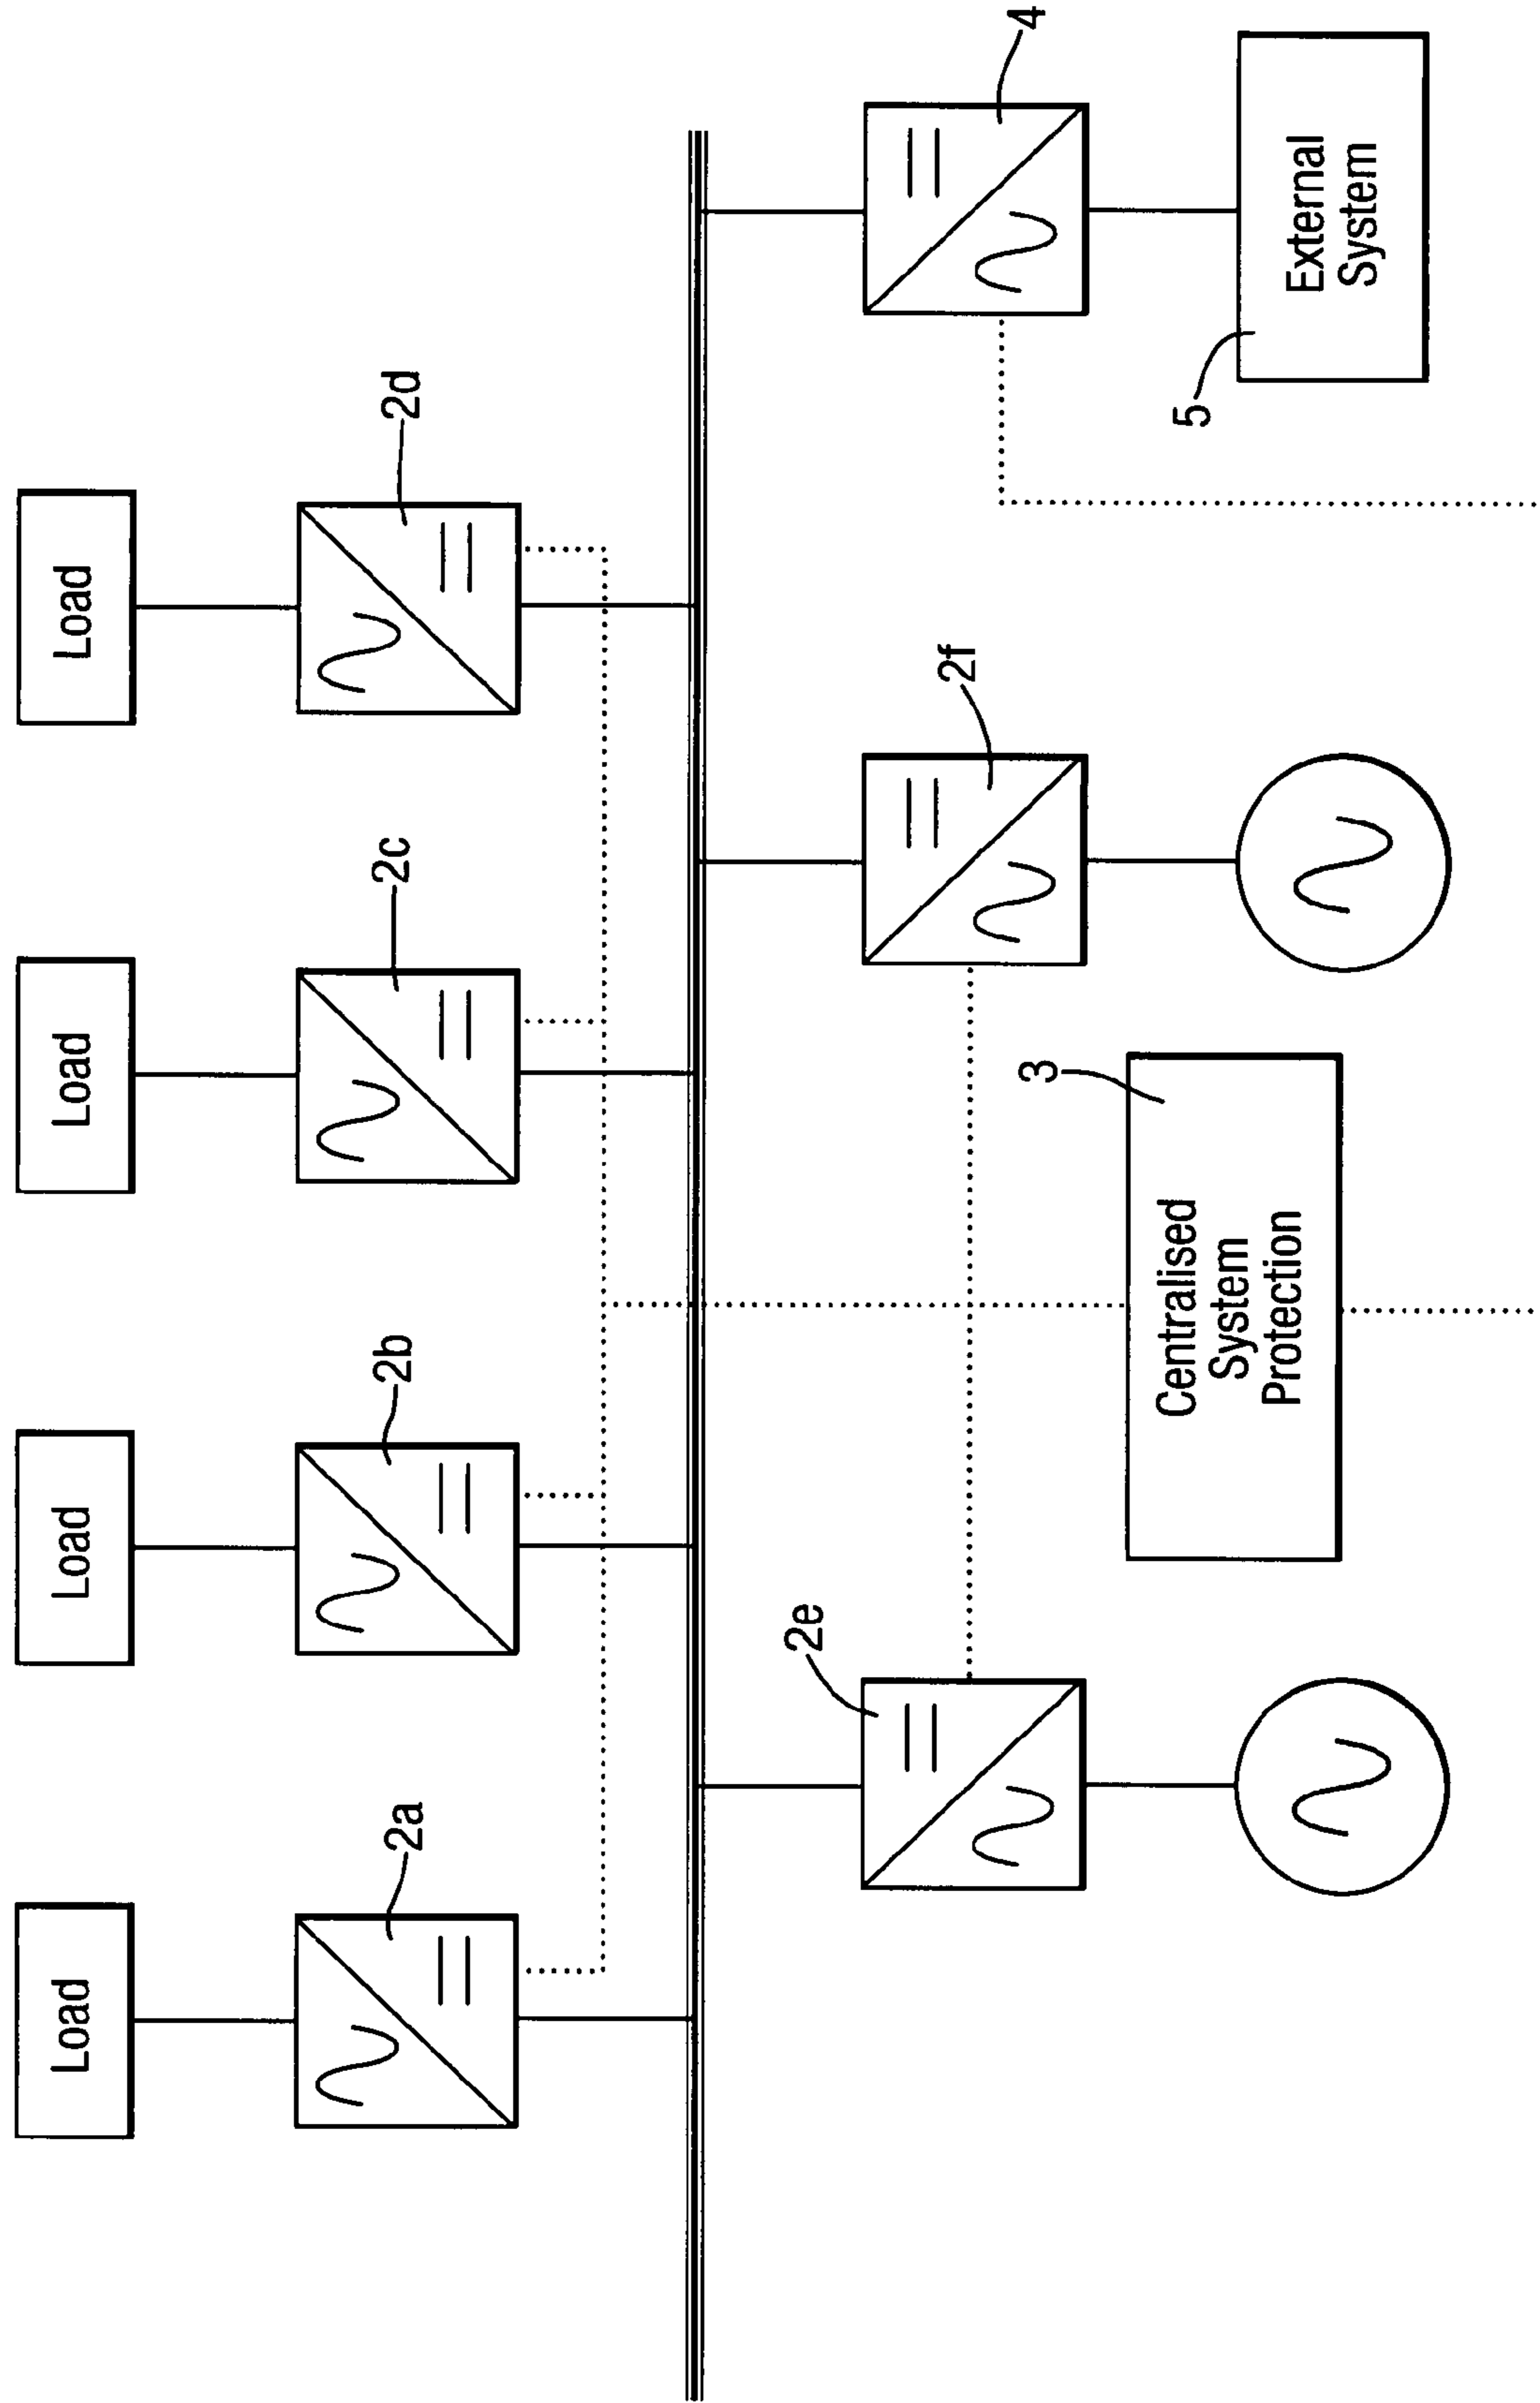 Load
Load
Load
Load
2a
2b
2c
2d
2e
2f
3
Centralised
System
Protection
4
5
External
System